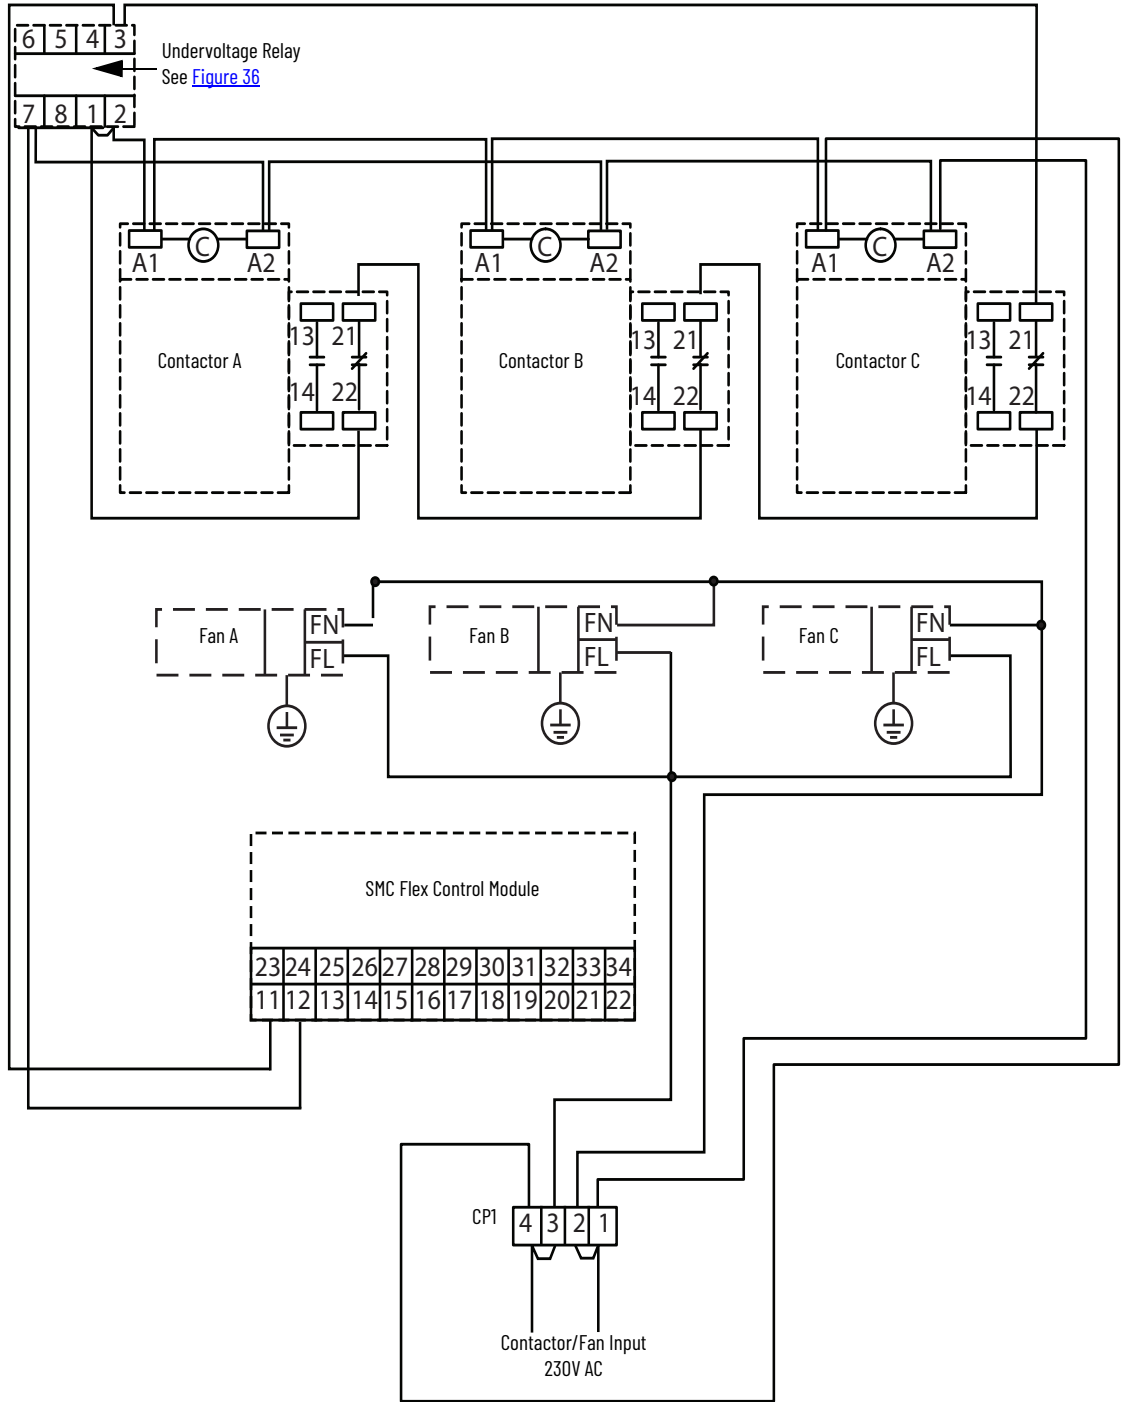 6 5 4 3
Undervoltage Relay
See Figure 36
7 8 1 2
C C C
A1 A2 A1 A2 A1 A2
13 21 13 21 13 21
Contactor A Contactor B Contactor C
14 22 14 22 14 22
Fan A FN Fan B FN Fan C FN
FL FL FL
SMC Flex Control Module
23 24 25 26 27 28 29 30 31 32 33 34
11 12 13 14 15 16 17 18 19 20 21 22
CP1 4 3 2 1
Contactor/Fan Input
230V AC